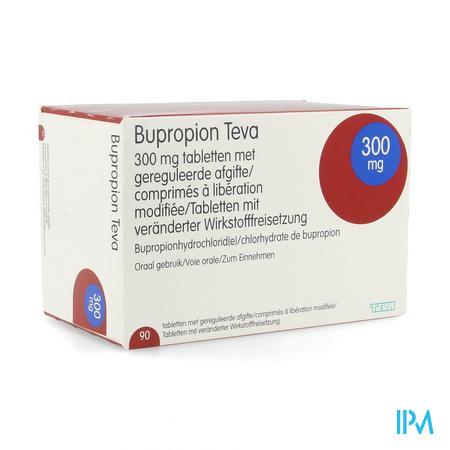 Bupropion Teva
300 mg tabletten met
gereguleerde afgifte/
comprimés à libération
modifiée/Tabletten mit
veränderter Wirkstofffreisetzung
Bupropionhydrochlorid(e)/chlorhydrate de bupropion
Oraal gebruik/Voie orale/Zum Einnehmen
300
mg
90
tabletten met gereguleerde afgifte/comprimés à libération modifiée/
Tabletten mit veränderter Wirkstofffreisetzung
TEVA
Bupropion Teva
300
mg
IPM